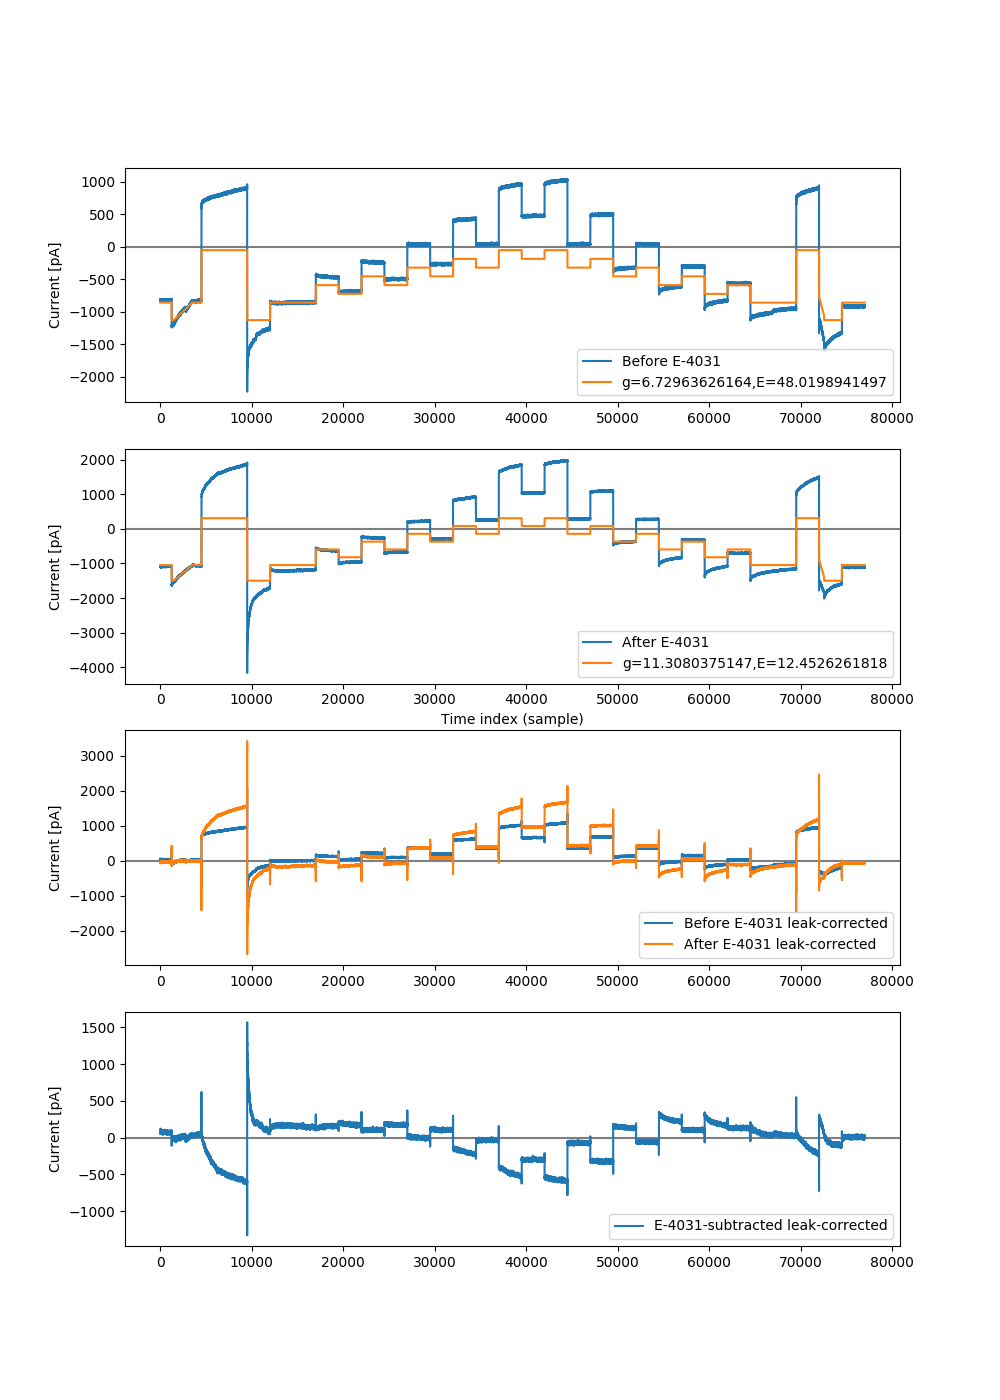 1000
500
0
−500
−1000
−1500
−2000
Current [pA]
Before E-4031
g=6.72963626164,E=48.0198941497
0 10000 20000 30000 40000 50000 60000 70000 80000
2000
1000
0
−1000
−2000
−3000
−4000
Current [pA]
After E-4031
g=11.3080375147,E=12.4526261818
0 10000 20000 30000 40000 50000 60000 70000 80000
Time index (sample)
3000
2000
1000
0
−1000
−2000
Current [pA]
Before E-4031 leak-corrected
After E-4031 leak-corrected
0 10000 20000 30000 40000 50000 60000 70000 80000
1500
1000
500
0
−500
−1000
Current [pA]
E-4031-subtracted leak-corrected
0 10000 20000 30000 40000 50000 60000 70000 80000